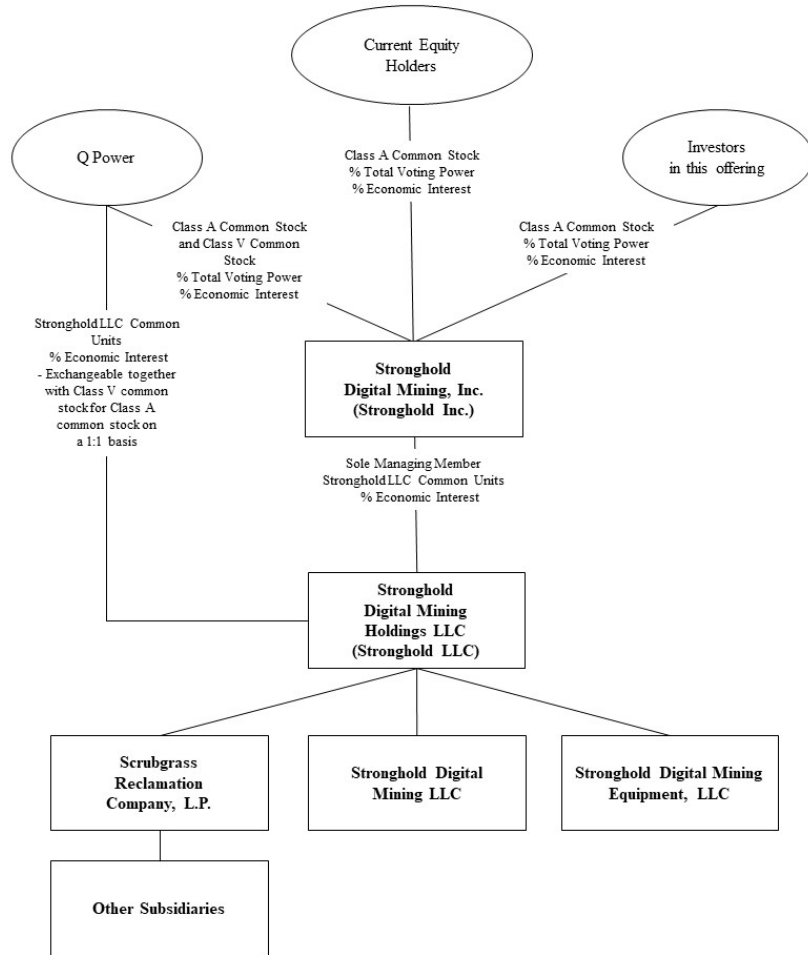 Current Equity
Holders
Q Power
Investors
in this offering
Class A Common Stock
% Total Voting Power
% Economic Interest
Class A Common Stock
and Class V Common
Stock
% Total Voting Power
% Economic Interest
Class A Common Stock
% Total Voting Power
% Economic Interest
Stronghold LLC Common
Units
% Economic Interest
- Exchangeable together
with Class V common
stock for Class A
common stock on
a 1:1 basis
Stronghold
Digital Mining, Inc.
(Stronghold Inc.)
Sole Managing Member
Stronghold LLC Common Units
% Economic Interest
Stronghold
Digital Mining
Holdings LLC
(Stronghold LLC)
Scrubgrass
Reclamation
Company, L.P.
Stronghold Digital
Mining LLC
Stronghold Digital Mining
Equipment, LLC
Other Subsidiaries